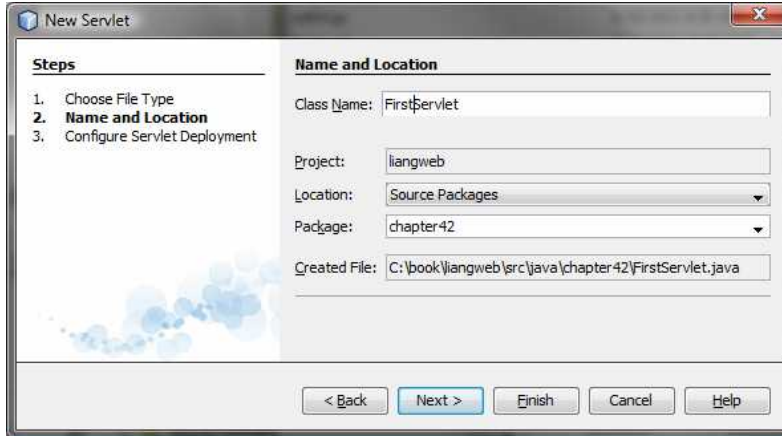 New Servlet
Steps
1. Choose File Type
2. Name and Location
3. Configure Servlet Deployment
Name and Location
Class Name: FirstServlet
Project: liangweb
Location: Source Packages
Package: chapter42
Created File: C:\book\liangweb\src\java\chapter42\FirstServlet.java
< Back Next > Finish Cancel Help